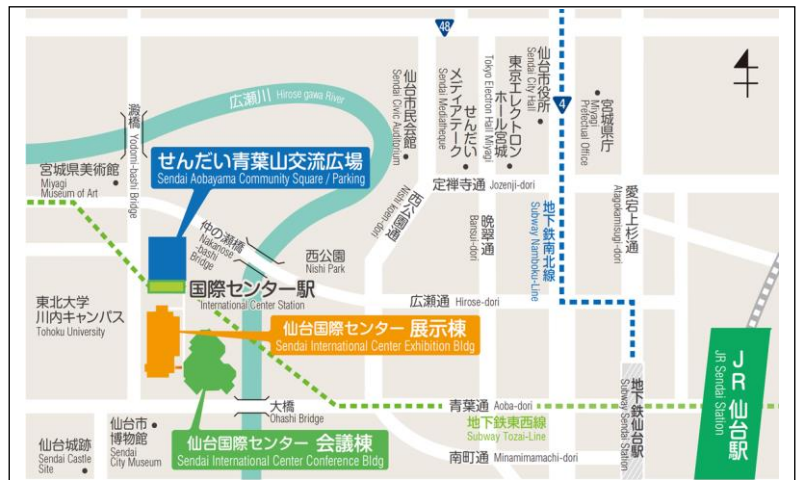 48
広瀬川 Hirose gawa River
澱橋
Yodomi-bashi Bridge
仙台市民会館
Sendai Civic Auditorium
せんだい
メディアテーク
Sendai Mediatheque
東京エレクトロン
ホール宮城
Tokyo Electron Hall Miyagi
仙台市役所
Sendai City Hall
4
宮城県庁
Miyagi
Prefectual Office
宮城県美術館
Miyagi
Museum of Art
せんだい青葉山交流広場
Sendai Aobayama Community Square / Parking
定禅寺通 Jozenji-dori
西公園通
Nishi koen-dori
晩翠通
Bansui-dori
地下鉄南北線
Subway Namboku-Line
愛宕上杉通
Atagokamisugi-dori
仲の瀬橋
Nakanose
-bashi
Bridge
西公園
Nishi Park
国際センター駅
International Center Station
広瀬通 Hirose-dori
東北大学
川内キャンパス
Tohoku University
仙台国際センター 展示棟
Sendai International Center Exhibition Bldg
JR 仙台駅
JR Sendai Station
地下鉄仙台駅
Subway Sendai Station
大橋
Ohashi Bridge
青葉通 Aoba-dori
地下鉄東西線
Subway Tozai-Line
仙台城跡
Sendai Castle
Site
仙台市
博物館
Sendai
City Museum
仙台国際センター 会議棟
Sendai International Center Conference Bldg
南町通 Minamimamachi-dori